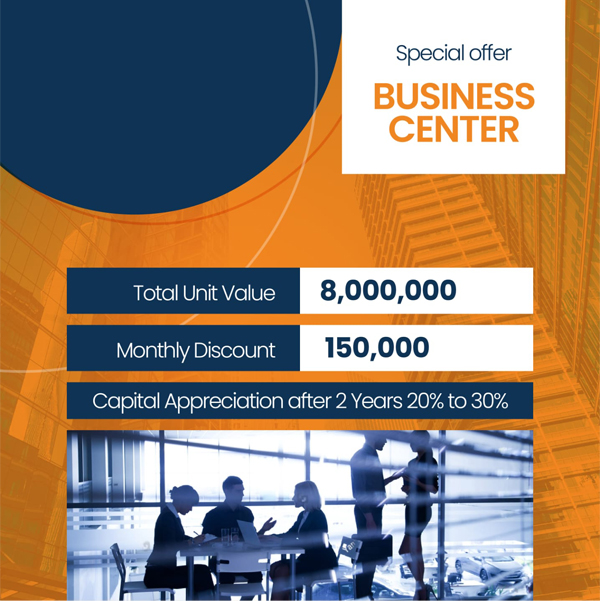 Special offer
BUSINESS
CENTER
Total Unit Value 8,000,000
Monthly Discount 150,000
Capital Appreciation after 2 Years 20% to 30%